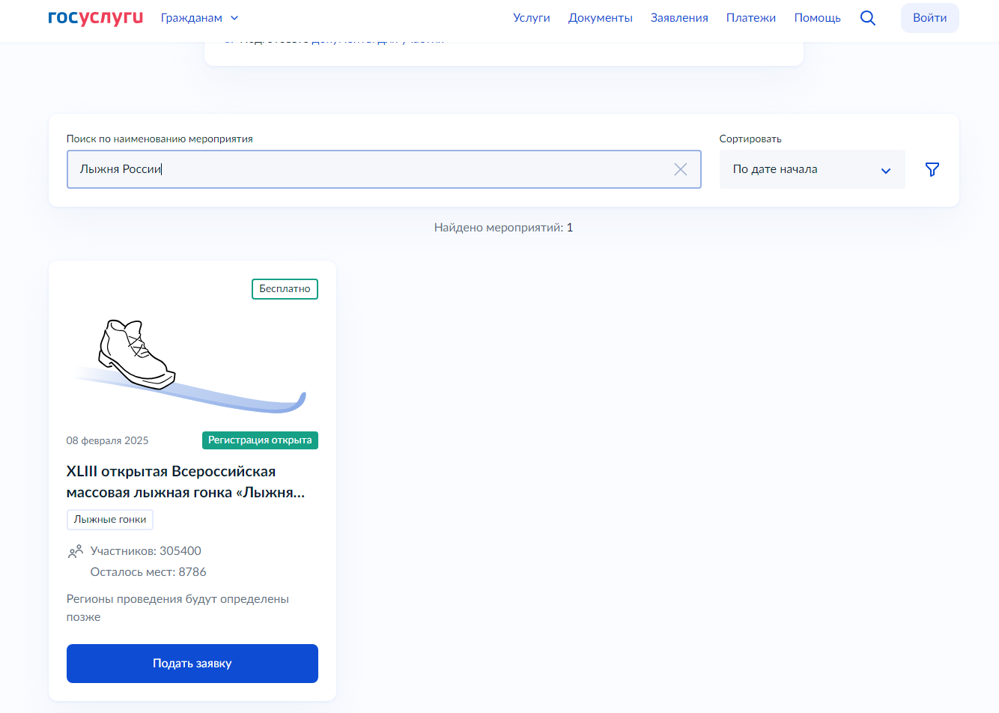 госуслуги Гражданам Услуги Документы Заявления Платежи Помощь Войти
Поиск по наименованию мероприятия Сортировать
Лыжня России По дате начала
Найдено мероприятий: 1
Бесплатно
08 февраля 2025 Регистрация открыта
XLIII открытая Всероссийская
массовая лыжная гонка «Лыжня...
Лыжные гонки
Участников: 305400
Осталось мест: 8786
Регионы проведения будут определены
позже
Подать заявку